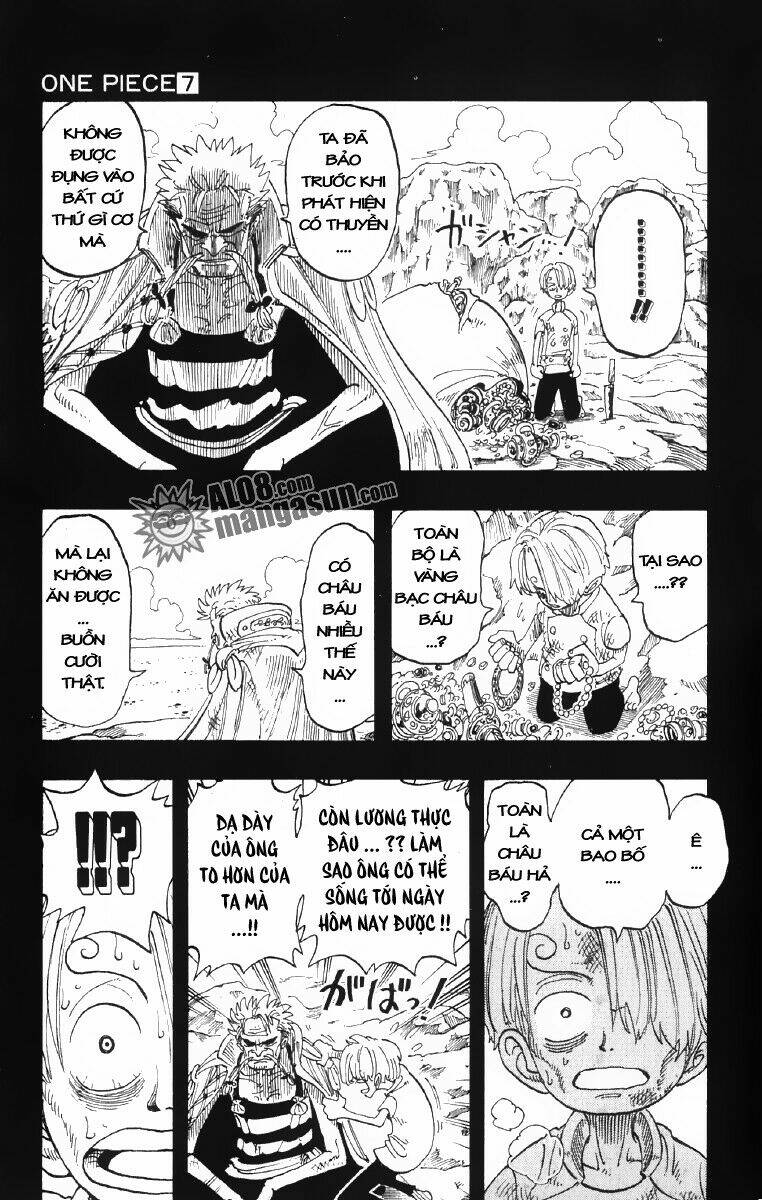 ONE PIECE 7
!!
ガシャン...!
TA ĐÃ
BẢO
TRƯỚC KHI
PHÁT HIỆN
CÓ THUYỀN
....
KHÔNG
ĐƯỢC
ĐỤNG VÀO
BẤT CỨ
THỨ GÌ CƠ
MÀ
AL08.com
mangasun.com
TẠI SAO
....??
TOÀN
BỘ LÀ
VÀNG
BẠC CHÂU
BÁU
...?
CÓ
CHÂU
BÁU
NHIỀU
THẾ
NÀY
...
MÀ LẠI
KHÔNG
ĂN ĐƯỢC
...
BUỒN
CƯỜI
THẬT.
Ê
...
CẢ MỘT
BAO BỐ
....
TOÀN
LÀ
CHÂU
BÁU HẢ
...?
CÒN LƯƠNG THỰC
ĐÂU ... ?? LÀM
SAO ÔNG CÓ THỂ
SỐNG TỚI NGÀY
HÔM NAY ĐƯỢC !!
DẠ DÀY
CỦA ÔNG
TO HƠN CỦA
TA MÀ
...!!
がばっ!
!!?